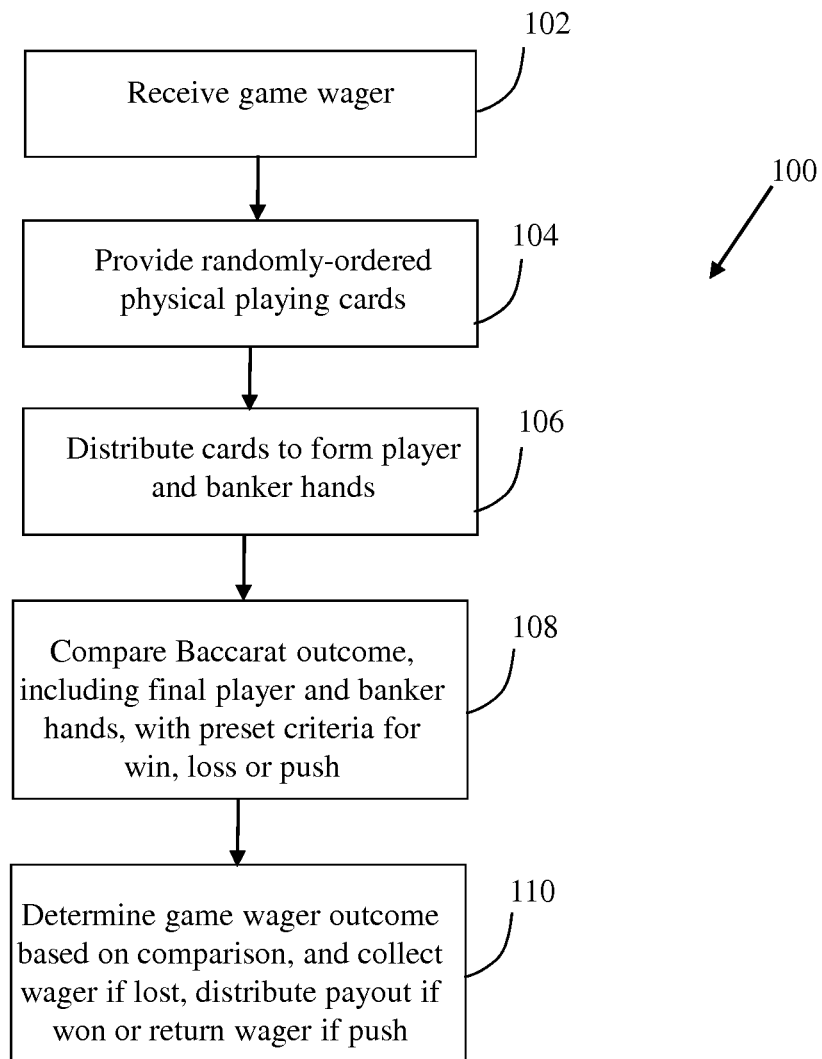 102
Receive game wager
100
104
Provide randomly-ordered
physical playing cards
106
Distribute cards to form player
and banker hands
108
Compare Baccarat outcome,
including final player and banker
hands, with preset criteria for
win, loss or push
110
Determine game wager outcome
based on comparison, and collect
wager if lost, distribute payout if
won or return wager if push